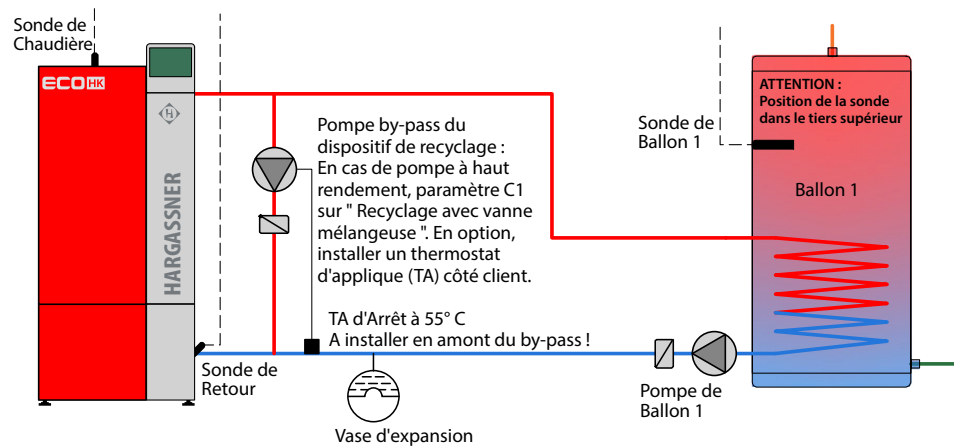 Sonde de
Chaudière
ECO HK
H
HARGASSNER
Pompe by-pass du
dispositif de recyclage :
En cas de pompe à haut
rendement, paramètre C1
sur " Recyclage avec vanne
mélangeuse ". En option,
installer un thermostat
d'applique (TA) côté client.
TA d'Arrêt à 55° C
A installer en amont du by-pass !
Sonde de
Retour
Vase d'expansion
Sonde de
Ballon 1
ATTENTION :
Position de la sonde
dans le tiers supérieur
Ballon 1
Pompe de
Ballon 1